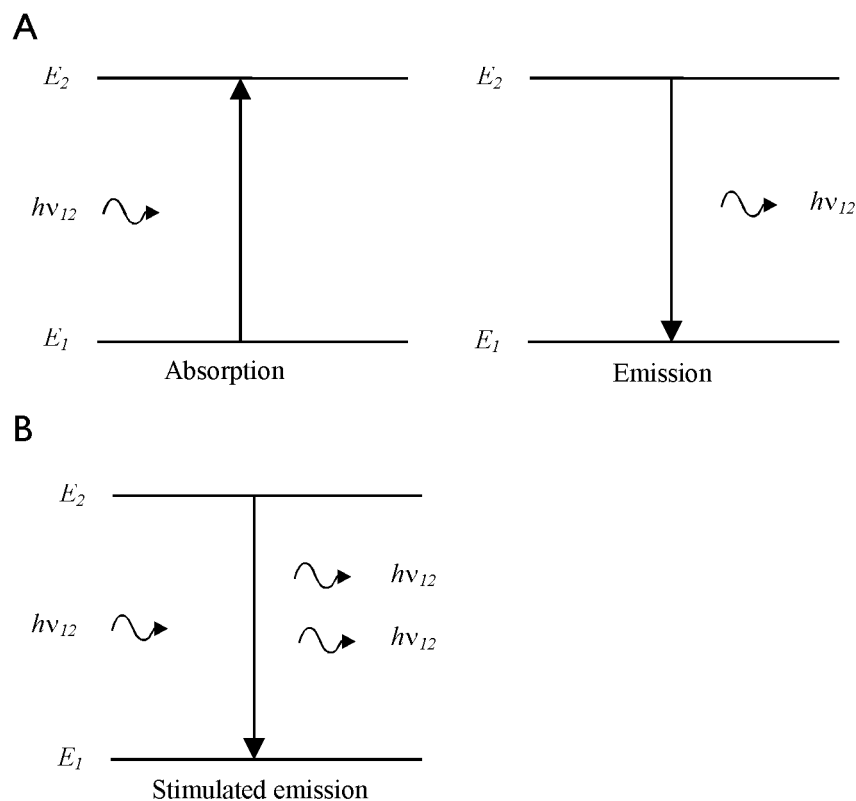 A
E₂
E₂
hν₁₂
hν₁₂
E₁
E₁
Absorption
Emission
B
E₂
hν₁₂
hν₁₂
hν₁₂
E₁
Stimulated emission